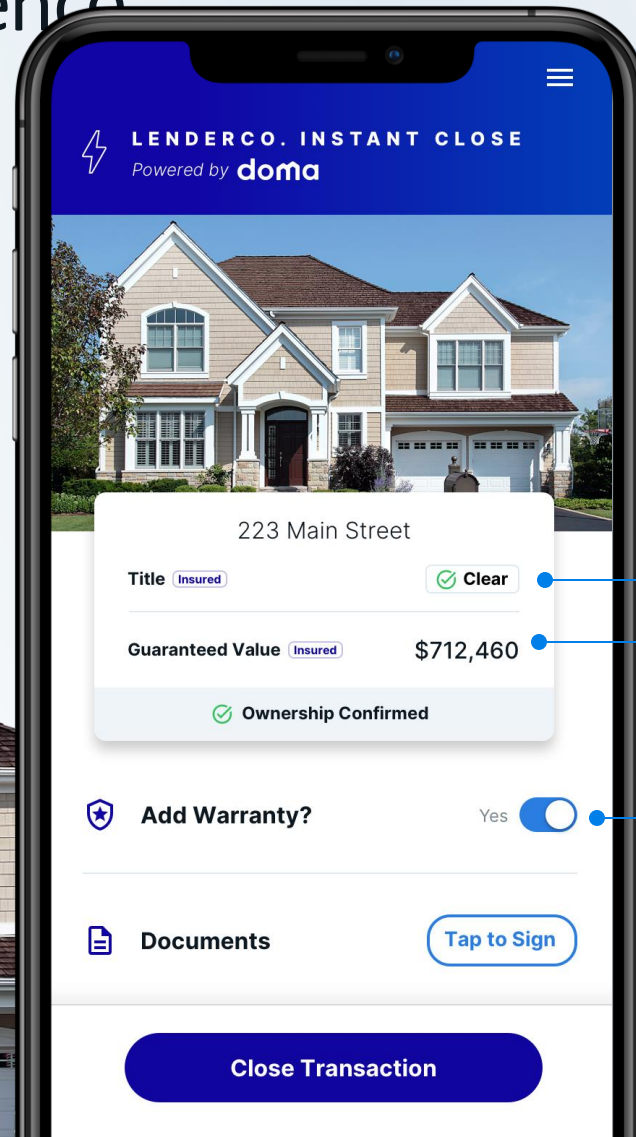 LENDERCO. INSTANT CLOSE
Powered by doma
223 Main Street
Title Insured Clear
Guaranteed Value Insured $712,460
Ownership Confirmed
Add Warranty? Yes
Documents Tap to Sign
Close Transaction